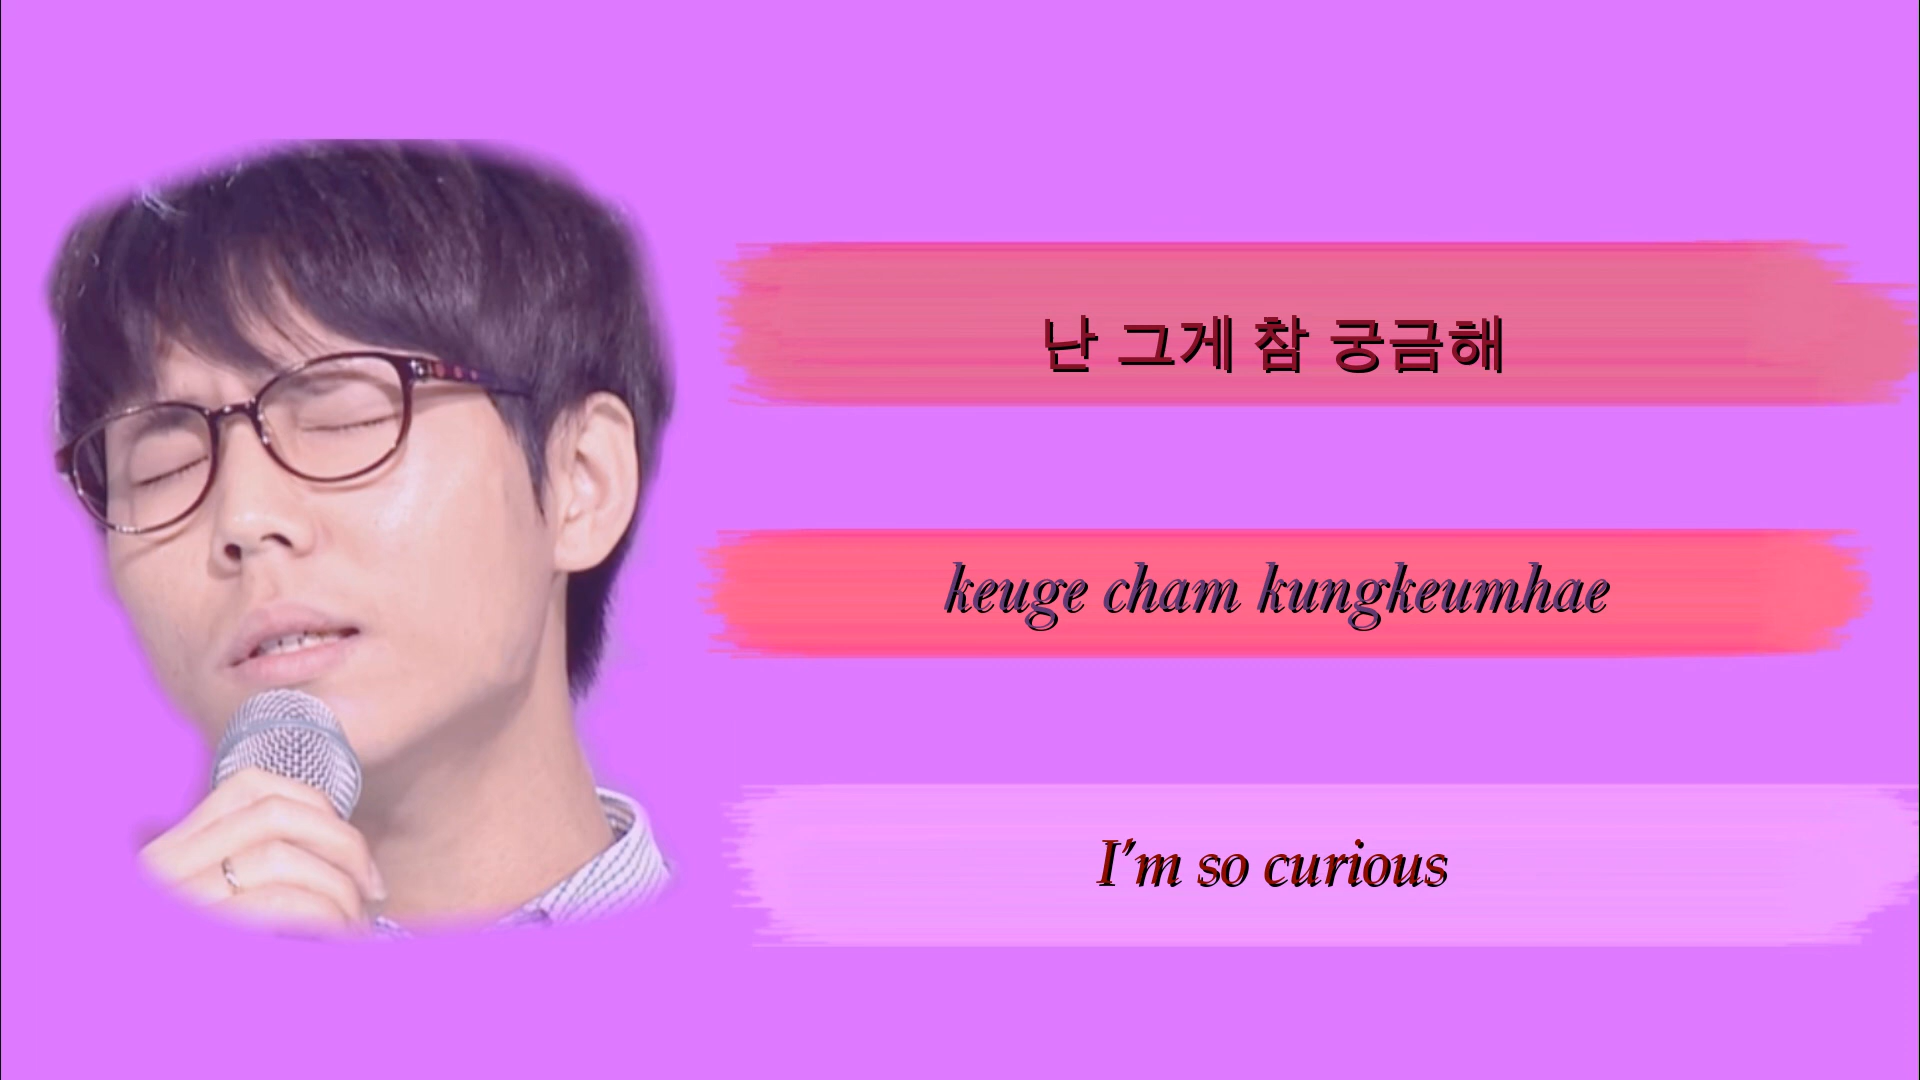 난 그게 참 궁금해
keuge cham kungkeumhae
I'm so curious